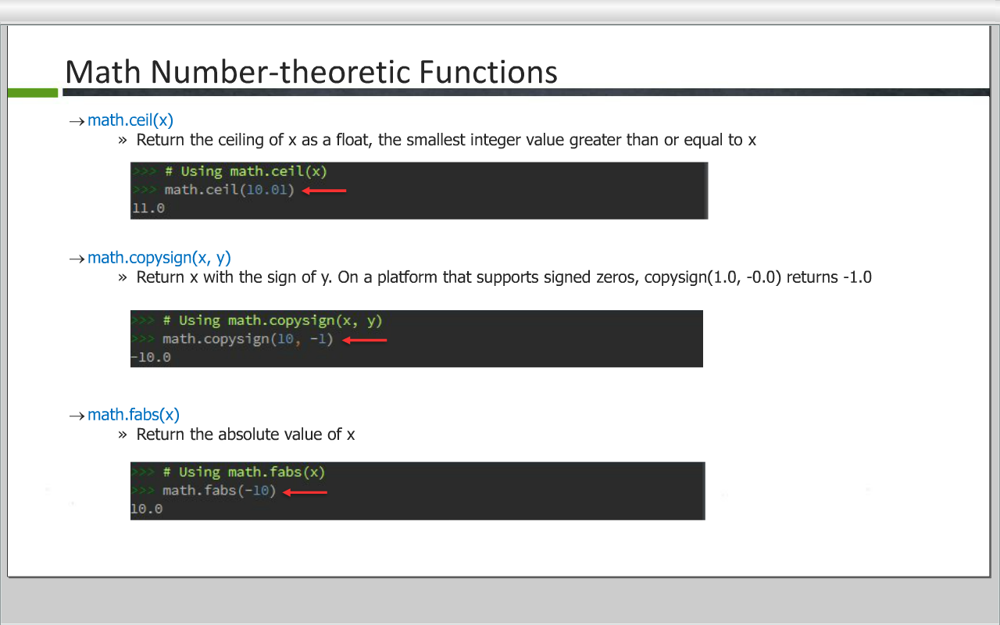 Math Number-theoretic Functions
→ math.ceil(x)
» Return the ceiling of x as a float, the smallest integer value greater than or equal to x
>>> # Using math.ceil(x)
>>> math.ceil(10.01)
11.0
→ math.copysign(x, y)
» Return x with the sign of y. On a platform that supports signed zeros, copysign(1.0, -0.0) returns -1.0
>>> # Using math.copysign(x, y)
>>> math.copysign(10, -1)
-10.0
→ math.fabs(x)
» Return the absolute value of x
>>> # Using math.fabs(x)
>>> math.fabs(-10)
10.0